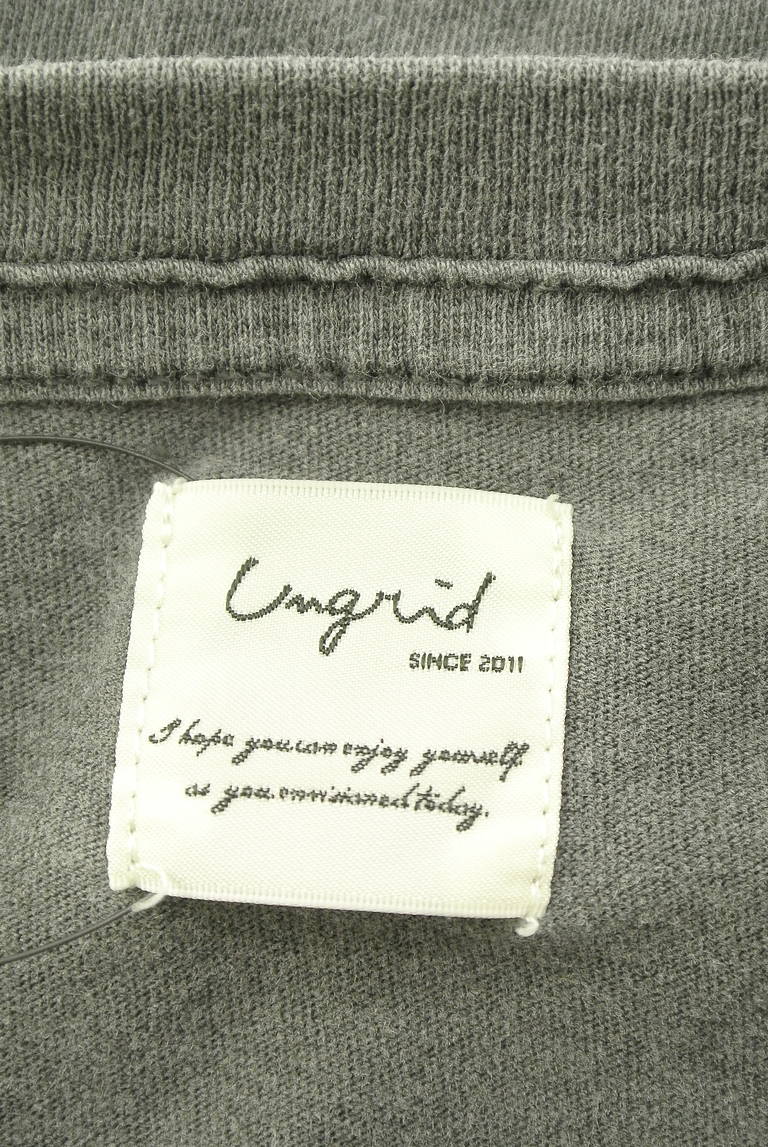 Ungrid
SINCE 2011
I hope you can enjoy yourself
as you envisioned today.